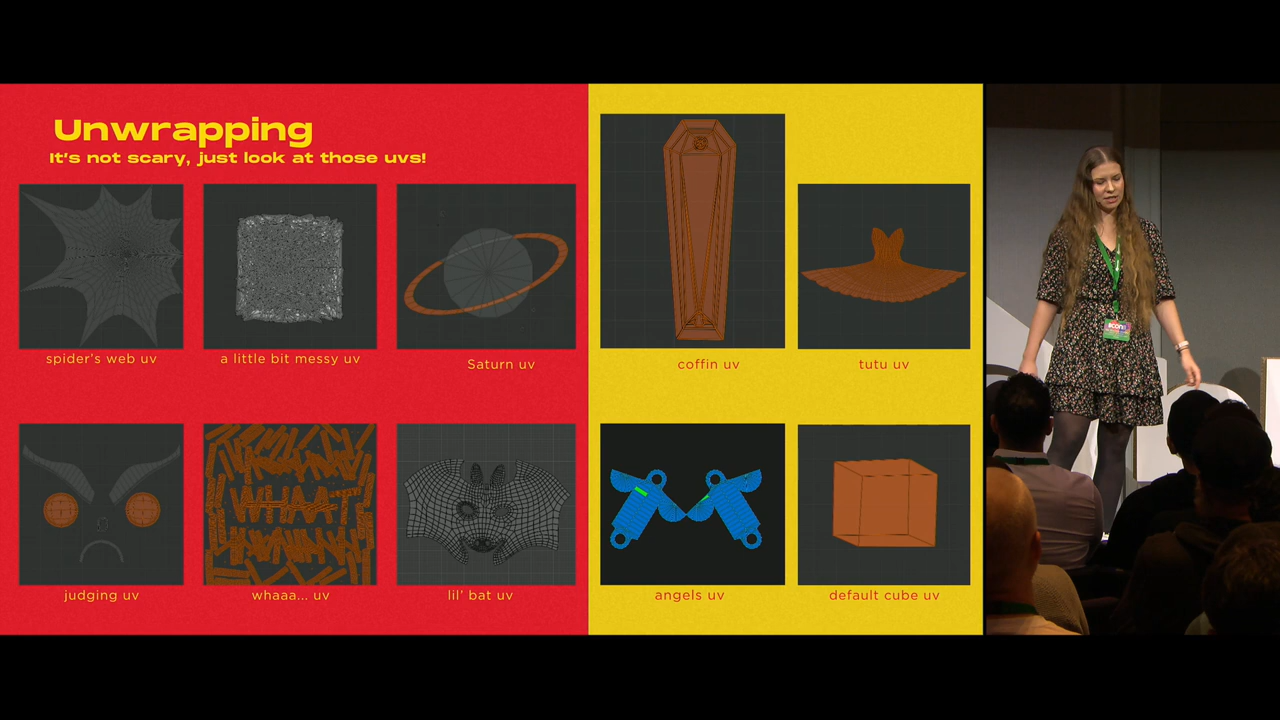 Unwrapping
It's not scary, just look at those uvs!
spider's web uv
a little bit messy uv
Saturn uv
coffin uv
tutu uv
WHAAT
judging uv
whaaa... uv
lil' bat uv
angels uv
default cube uv